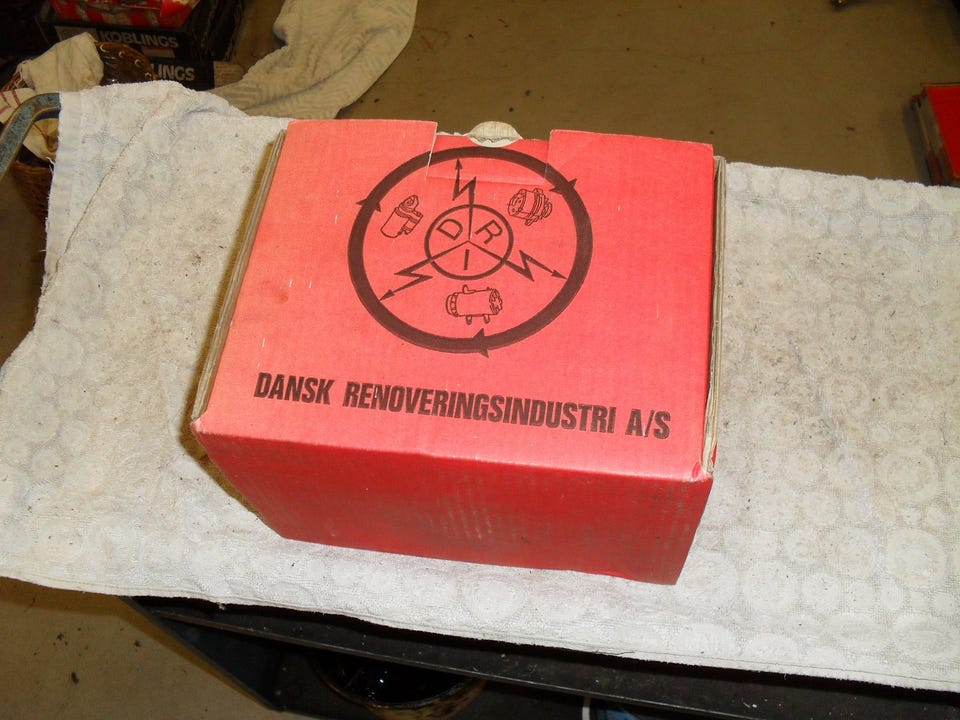 KOBLINGS
LINGS
D R
I
DANSK RENOVERINGSINDUSTRI A/S